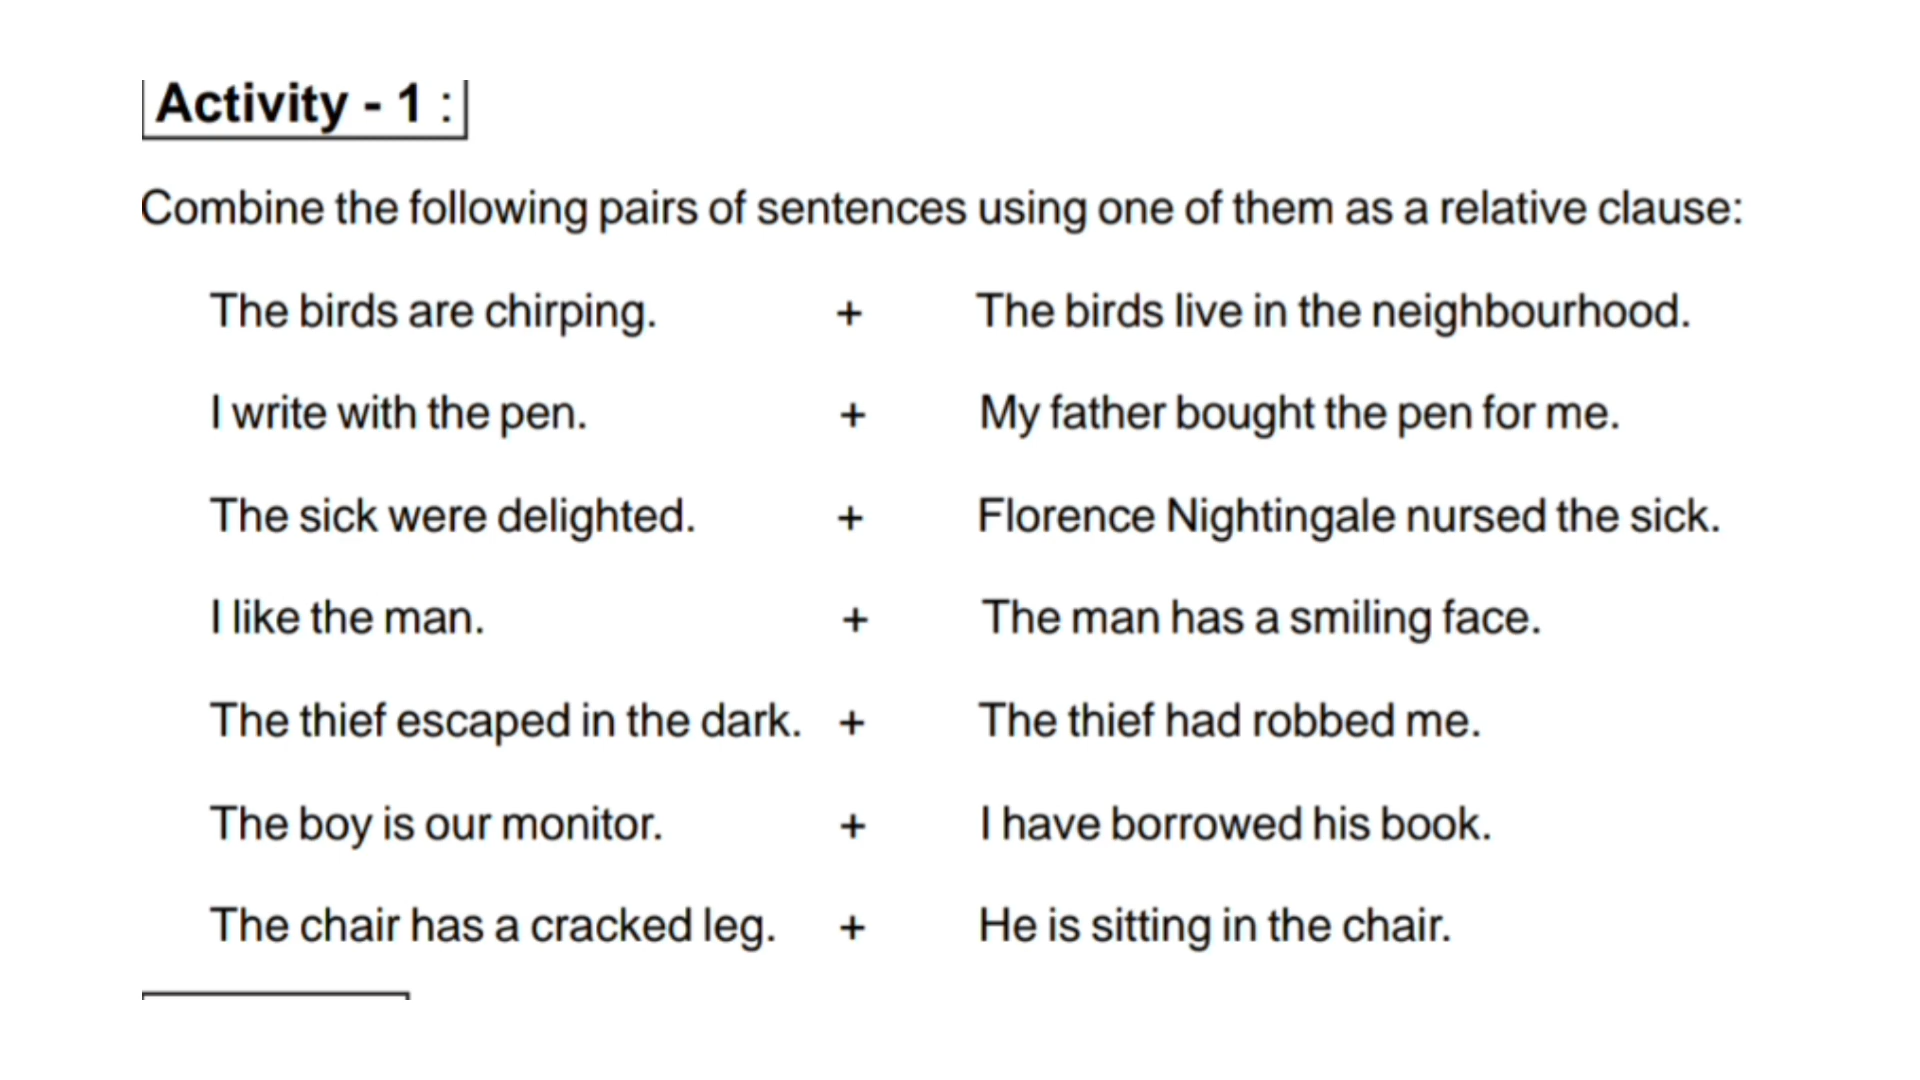 Activity - 1 :
Combine the following pairs of sentences using one of them as a relative clause:
The birds are chirping. + The birds live in the neighbourhood.
I write with the pen. + My father bought the pen for me.
The sick were delighted. + Florence Nightingale nursed the sick.
I like the man. + The man has a smiling face.
The thief escaped in the dark. + The thief had robbed me.
The boy is our monitor. + I have borrowed his book.
The chair has a cracked leg. + He is sitting in the chair.